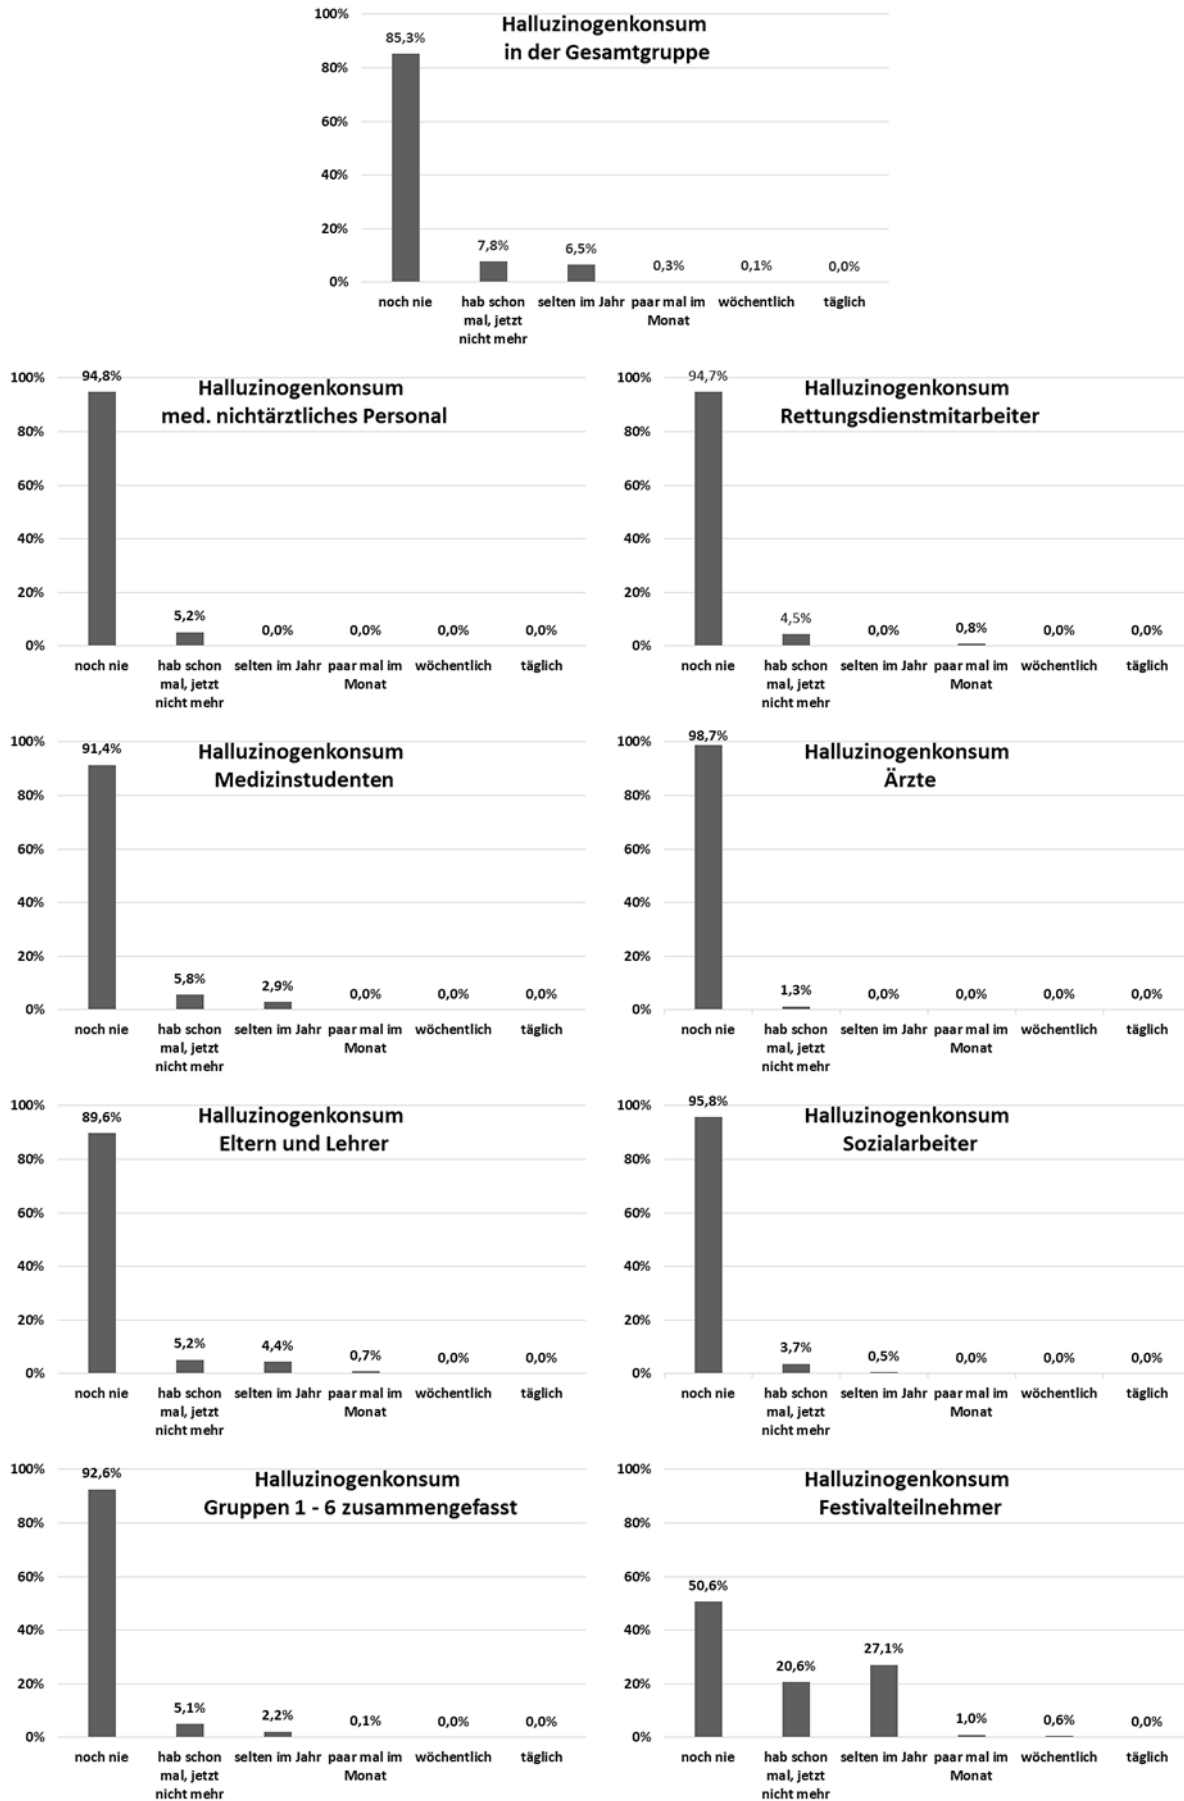 Halluzinogenkonsum
in der Gesamtgruppe
100%
80%
60%
40%
20%
0%
85,3%
7,8%
6,5%
0,3%
0,1%
0,0%
noch nie
hab schon
mal, jetzt
nicht mehr
selten im Jahr
paar mal im
Monat
wöchentlich
täglich
Halluzinogenkonsum
med. nichtärztliches Personal
100%
80%
60%
40%
20%
0%
94,8%
5,2%
0,0%
0,0%
0,0%
0,0%
noch nie
hab schon
mal, jetzt
nicht mehr
selten im Jahr
paar mal im
Monat
wöchentlich
täglich
Halluzinogenkonsum
Rettungsdienstmitarbeiter
100%
80%
60%
40%
20%
0%
94,7%
4,5%
0,0%
0,8%
0,0%
0,0%
noch nie
hab schon
mal, jetzt
nicht mehr
selten im Jahr
paar mal im
Monat
wöchentlich
täglich
Halluzinogenkonsum
Medizinstudenten
100%
80%
60%
40%
20%
0%
91,4%
5,8%
2,9%
0,0%
0,0%
0,0%
noch nie
hab schon
mal, jetzt
nicht mehr
selten im Jahr
paar mal im
Monat
wöchentlich
täglich
Halluzinogenkonsum
Ärzte
100%
80%
60%
40%
20%
0%
98,7%
1,3%
0,0%
0,0%
0,0%
0,0%
noch nie
hab schon
mal, jetzt
nicht mehr
selten im Jahr
paar mal im
Monat
wöchentlich
täglich
Halluzinogenkonsum
Eltern und Lehrer
100%
80%
60%
40%
20%
0%
89,6%
5,2%
4,4%
0,7%
0,0%
0,0%
noch nie
hab schon
mal, jetzt
nicht mehr
selten im Jahr
paar mal im
Monat
wöchentlich
täglich
Halluzinogenkonsum
Sozialarbeiter
100%
80%
60%
40%
20%
0%
95,8%
3,7%
0,5%
0,0%
0,0%
0,0%
noch nie
hab schon
mal, jetzt
nicht mehr
selten im Jahr
paar mal im
Monat
wöchentlich
täglich
Halluzinogenkonsum
Gruppen 1 - 6 zusammengefasst
100%
80%
60%
40%
20%
0%
92,6%
5,1%
2,2%
0,1%
0,0%
0,0%
noch nie
hab schon
mal, jetzt
nicht mehr
selten im Jahr
paar mal im
Monat
wöchentlich
täglich
Halluzinogenkonsum
Festivalteilnehmer
100%
80%
60%
40%
20%
0%
50,6%
20,6%
27,1%
1,0%
0,6%
0,0%
noch nie
hab schon
mal, jetzt
nicht mehr
selten im Jahr
paar mal im
Monat
wöchentlich
täglich